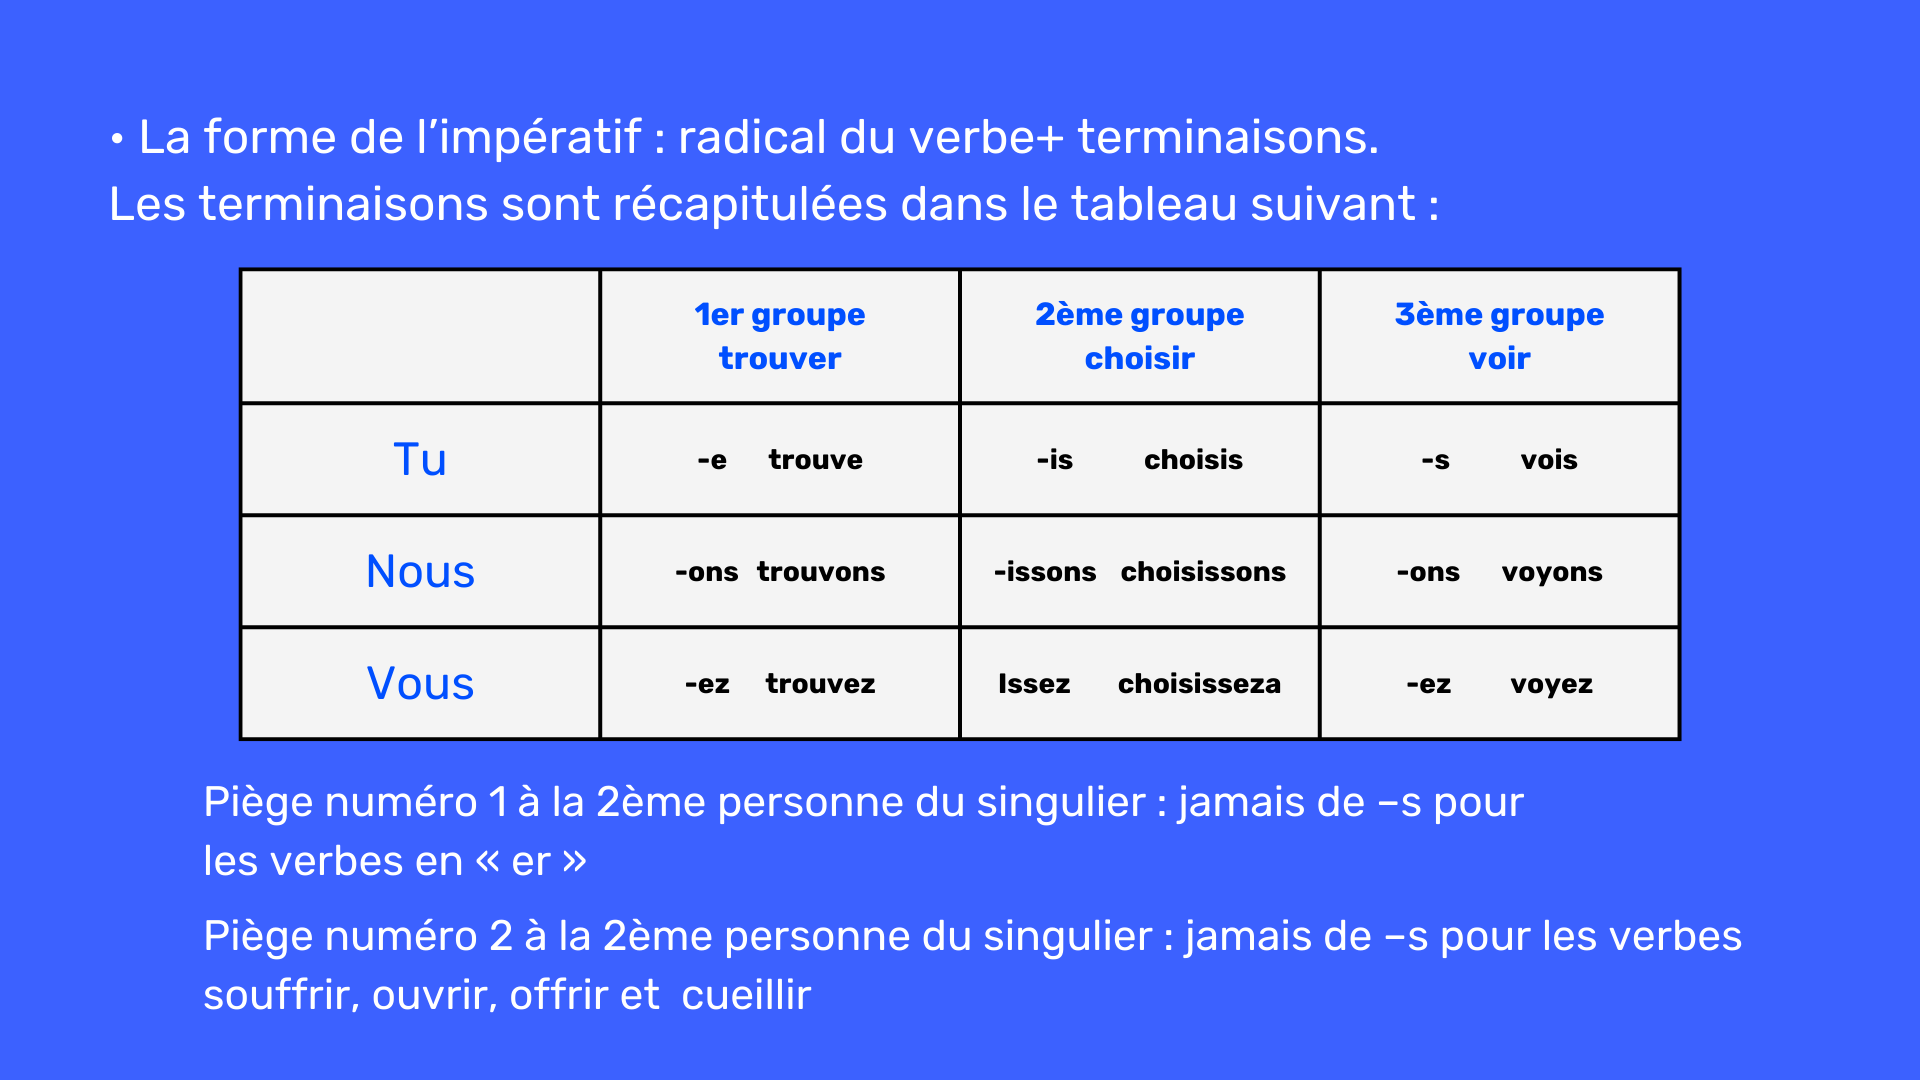 • La forme de l’impératif : radical du verbe+ terminaisons.
Les terminaisons sont récapitulées dans le tableau suivant :
1er groupe 2ème groupe 3ème groupe
trouver choisir voir
Tu -e trouve -is choisis -s vois
Nous -ons trouvons -issons choisissons -ons voyons
Vous -ez trouvez Issez choisisseza -ez voyez
Piège numéro 1 à la 2ème personne du singulier : jamais de –s pour
les verbes en « er »
Piège numéro 2 à la 2ème personne du singulier : jamais de –s pour les verbes
souffrir, ouvrir, offrir et cueillir